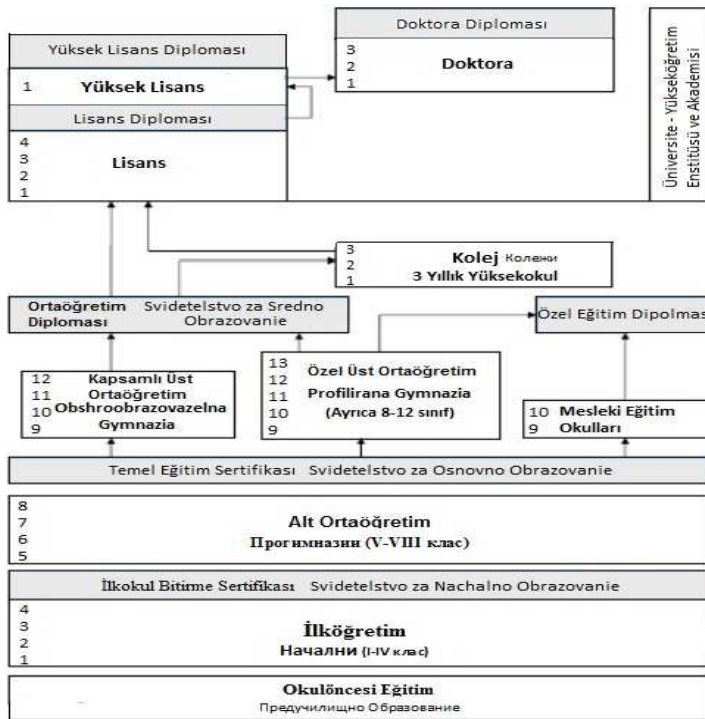 Doktora Diploması
3
2
1
Doktora
Üniversite - Yükseköğretim
Enstitüsü ve Akademisi
Yüksek Lisans Diploması
1 Yüksek Lisans
Lisans Diploması
4
3
2
1
Lisans
3
2
1
Kolej Колежи
3 Yıllık Yüksekokul
Ortaöğretim Svidetelstvo za Sredno
Diploması Obrazovanie
Özel Eğitim Dipolması
12 Kapsamlı Üst
11 Ortaöğretim
10 Obshroobrazovazelna
9 Gymnazia
13
12
11
10
9
Özel Üst Ortaöğretim
Profilirana Gymnazia
(Ayrıca 8-12 sınıf)
10 Mesleki Eğitim
9 Okulları
Temel Eğitim Sertifikası Svidetelstvo za Osnovno Obrazovanie
8
7
6
5
Alt Ortaöğretim
Прогимназии (V-VIII клас)
İlkokul Bitirme Sertifikası Svidetelstvo za Nachalno Obrazovanie
4
3
2
1
İlköğretim
Начални (I-IV клас)
Okulöncesi Eğitim
Предучилищно Образование